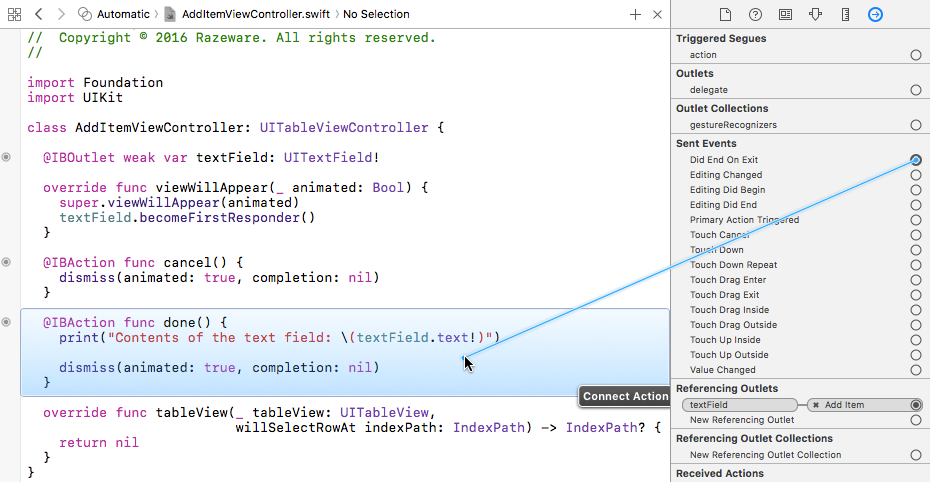 Automatic › AddItemViewController.swift › No Selection
//  Copyright © 2016 Razeware. All rights reserved.
//
import Foundation
import UIKit
class AddItemViewController: UITableViewController {
@IBOutlet weak var textField: UITextField!
override func viewWillAppear(_ animated: Bool) {
super.viewWillAppear(animated)
textField.becomeFirstResponder()
}
@IBAction func cancel() {
dismiss(animated: true, completion: nil)
}
@IBAction func done() {
print("Contents of the text field: \(textField.text!)")
dismiss(animated: true, completion: nil)
}
Connect Action
override func tableView(_ tableView: UITableView,
willSelectRowAt indexPath: IndexPath) -> IndexPath? {
return nil
}
}
Triggered Segues
action
Outlets
delegate
Outlet Collections
gestureRecognizers
Sent Events
Did End On Exit
Editing Changed
Editing Did Begin
Editing Did End
Primary Action Triggered
Touch Cancel
Touch Down
Touch Down Repeat
Touch Drag Enter
Touch Drag Exit
Touch Drag Inside
Touch Drag Outside
Touch Up Inside
Touch Up Outside
Value Changed
Referencing Outlets
textField ✖ Add Item
New Referencing Outlet
Referencing Outlet Collections
New Referencing Outlet Collection
Received Actions